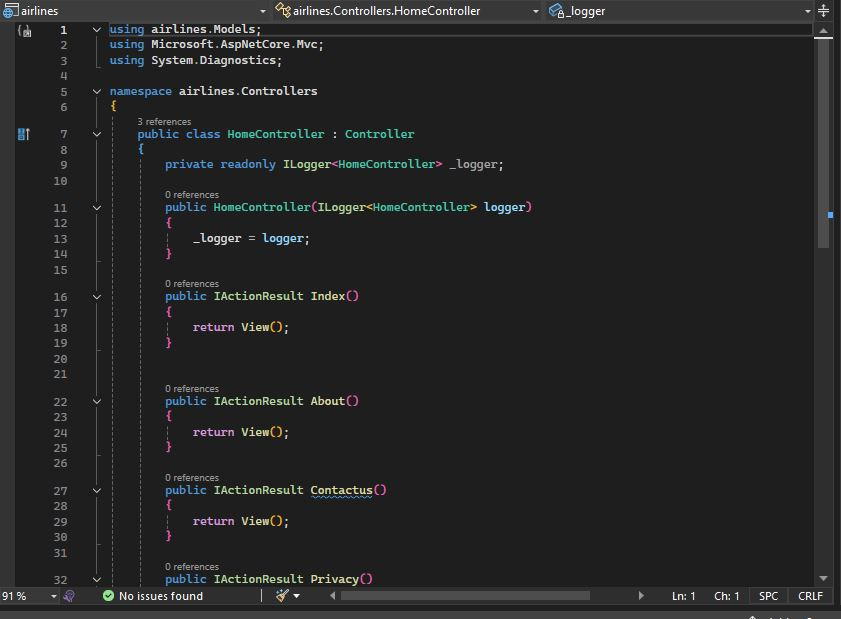 airlines airlines.Controllers.HomeController _logger
1 using airlines.Models;
2 using Microsoft.AspNetCore.Mvc;
3 using System.Diagnostics;
4
5 namespace airlines.Controllers
6 {
3 references
7 public class HomeController : Controller
8 {
9 private readonly ILogger<HomeController> _logger;
10
0 references
11 public HomeController(ILogger<HomeController> logger)
12 {
13 _logger = logger;
14 }
15
0 references
16 public IActionResult Index()
17 {
18 return View();
19 }
20
21
0 references
22 public IActionResult About()
23 {
24 return View();
25 }
26
0 references
27 public IActionResult Contactus()
28 {
29 return View();
30 }
31
0 references
32 public IActionResult Privacy()
91 % No issues found Ln: 1 Ch: 1 SPC CRLF